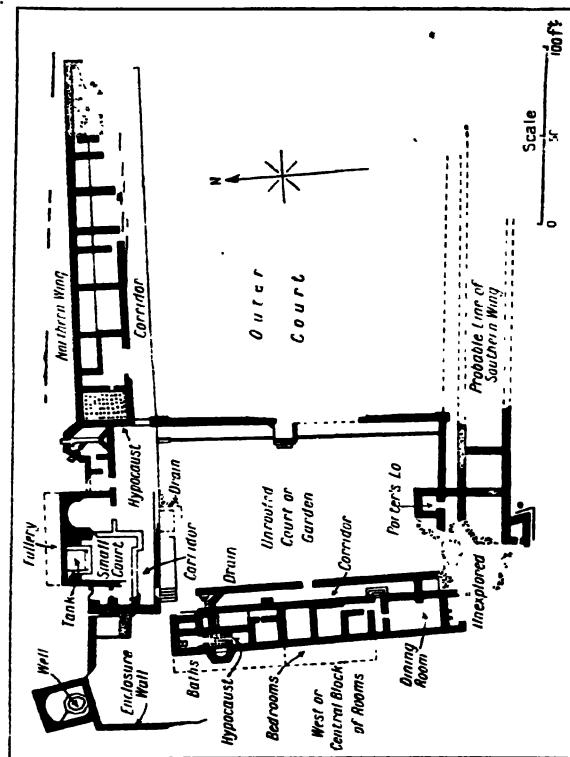 Well
Enclosure
Wall
Tank
Fullery
Small
Court
Corridor
Hypocaust
Northern Wing
Corridor
N
Outer
Court
Drain
Unroofed
Court or
Garden
Baths
Hypocaust
Bedrooms
West or
Central Block
of Rooms
Drain
Corridor
Dining
Room
Porter's Lo
Unexplored
Probable Line of
Southern Wing
Scale
0
50
100ft